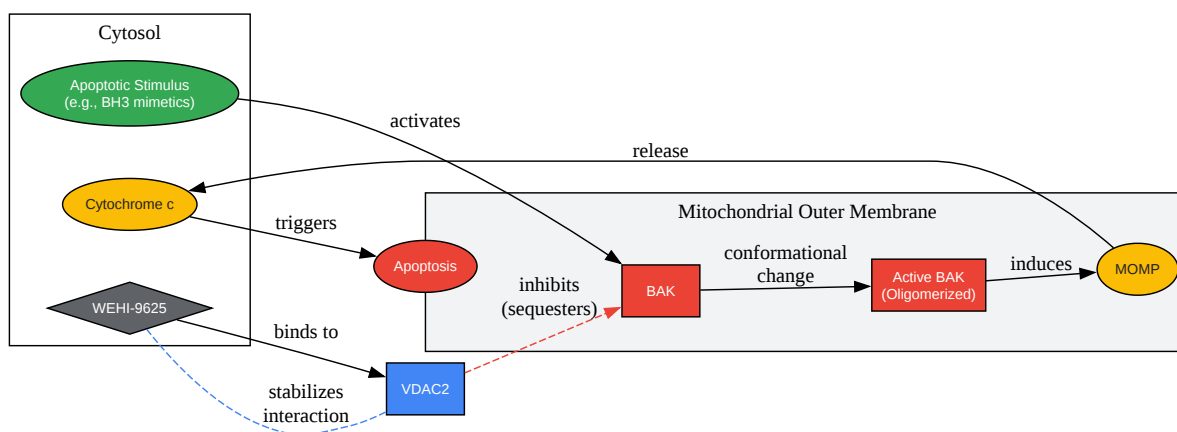 Cytosol
Apoptotic Stimulus
(e.g., BH3 mimetics)
activates
release
Cytochrome c
triggers
Mitochondrial Outer Membrane
Apoptosis
inhibits
(sequesters)
BAK
conformational
change
Active BAK
(Oligomerized)
induces
MOMP
WEHI-9625
binds to
VDAC2
stabilizes
interaction